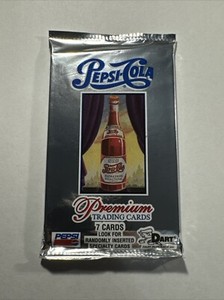 PEPSI-COLA
Pepsi-Cola
Premium
TRADING CARDS
7 CARDS
LOOK FOR
RANDOMLY INSERTED
SPECIALTY CARDS
PEPSI
DART